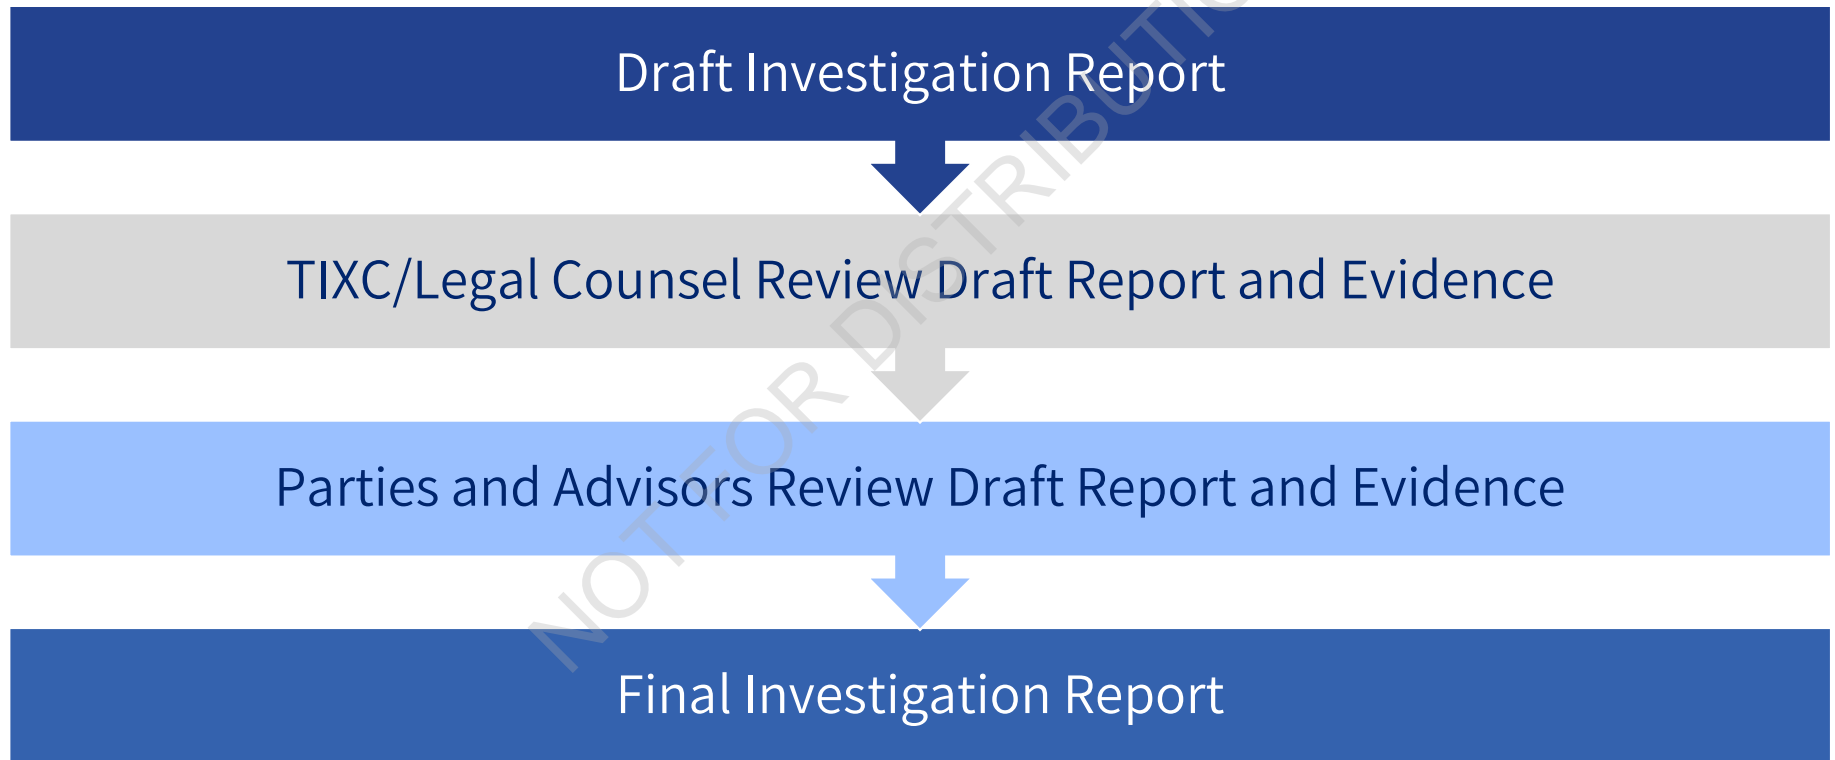 Draft Investigation Report
TIXC/Legal Counsel Review Draft Report and Evidence
Parties and Advisors Review Draft Report and Evidence
Final Investigation Report
NOT FOR DISTRIBUTIO